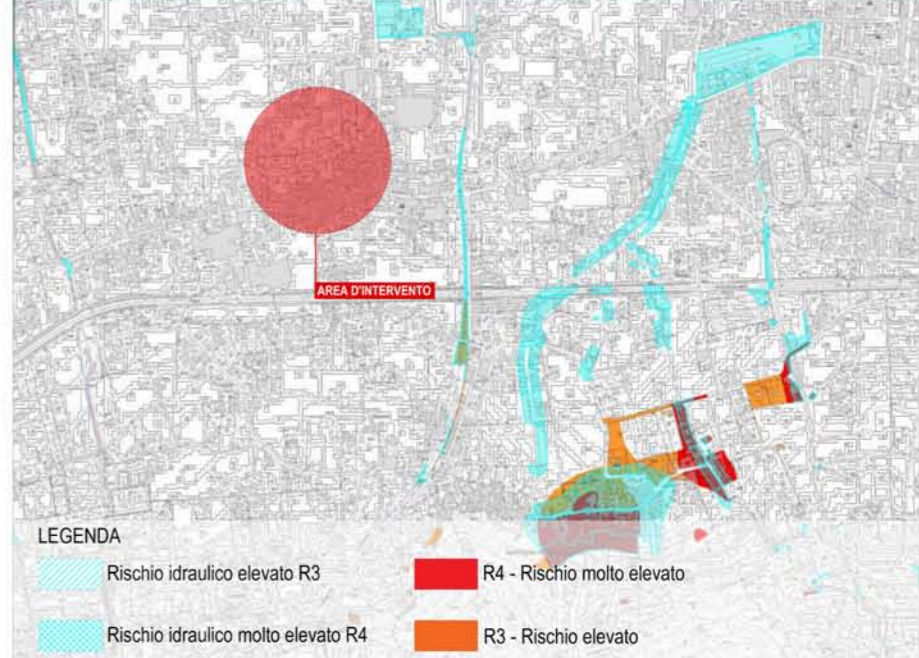 AREA D'INTERVENTO
LEGENDA
Rischio idraulico elevato R3
R4 - Rischio molto elevato
Rischio idraulico molto elevato R4
R3 - Rischio elevato